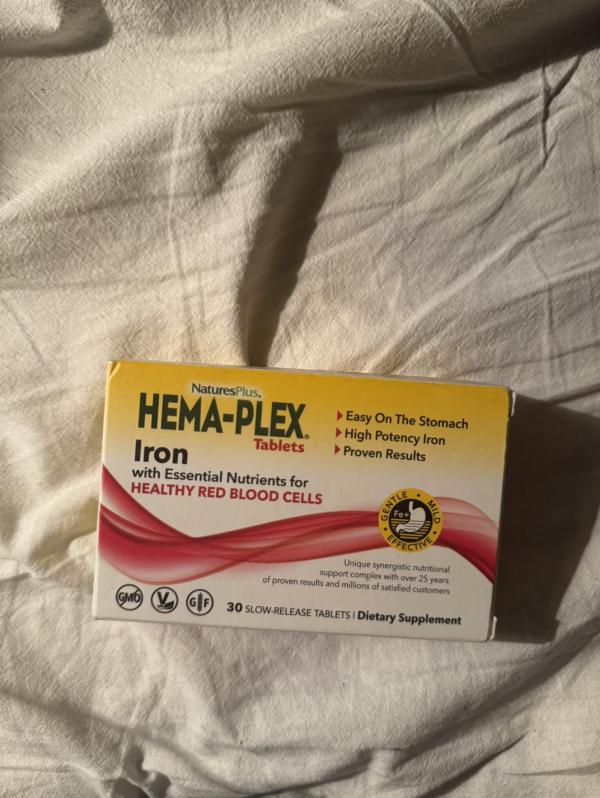 NaturesPlus®
HEMA-PLEX®
Tablets
Iron
with Essential Nutrients for
HEALTHY RED BLOOD CELLS
Easy On The Stomach
High Potency Iron
Proven Results
GENTLE • MILD • EFFECTIVE •
Fe+
Unique synergistic nutritional
support complex with over 25 years
of proven results and millions of satisfied customers
GMO
V
GF
30 SLOW-RELEASE TABLETS | Dietary Supplement